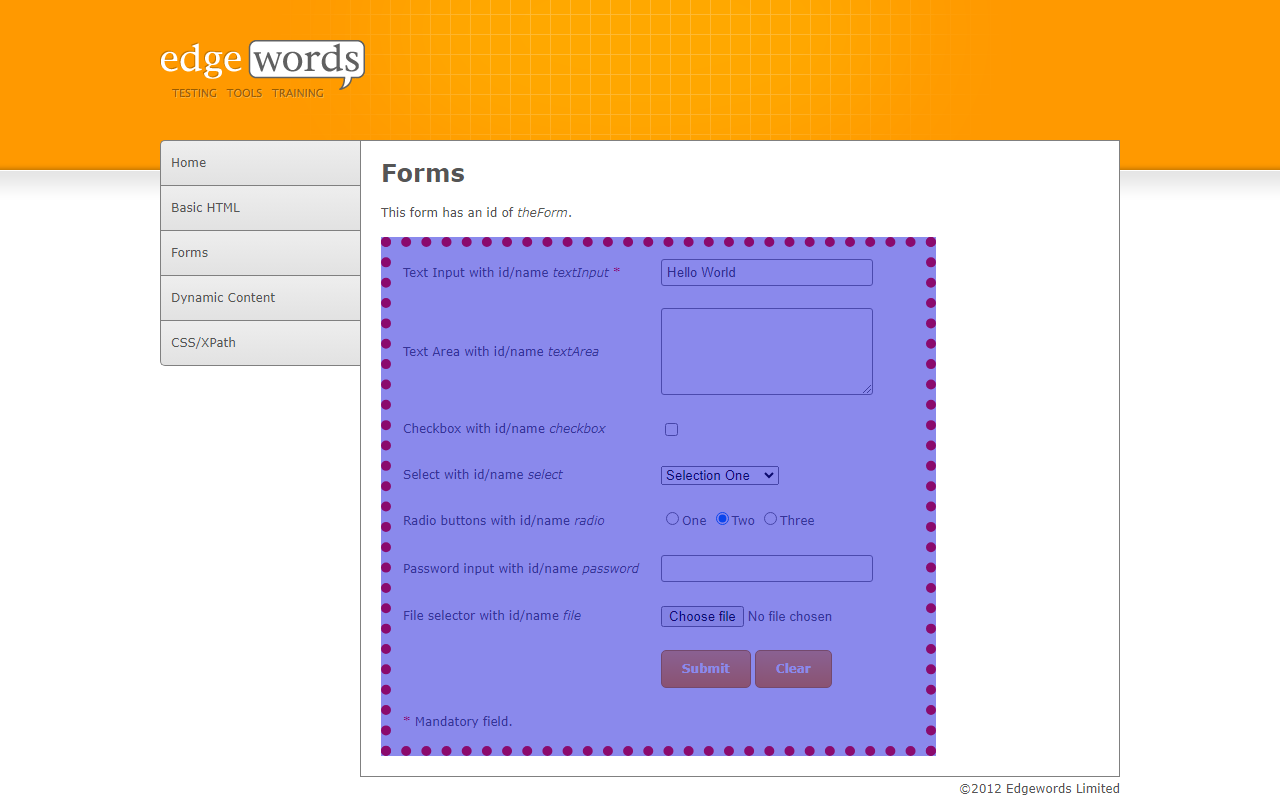 edge words
TESTING TOOLS TRAINING
Home
Basic HTML
Forms
Dynamic Content
CSS/XPath
Forms
This form has an id of theForm.
Text Input with id/name textInput * Hello World
Text Area with id/name textArea
Checkbox with id/name checkbox
Select with id/name select Selection One
Radio buttons with id/name radio One Two Three
Password input with id/name password
File selector with id/name file Choose file No file chosen
Submit Clear
* Mandatory field.
©2012 Edgewords Limited